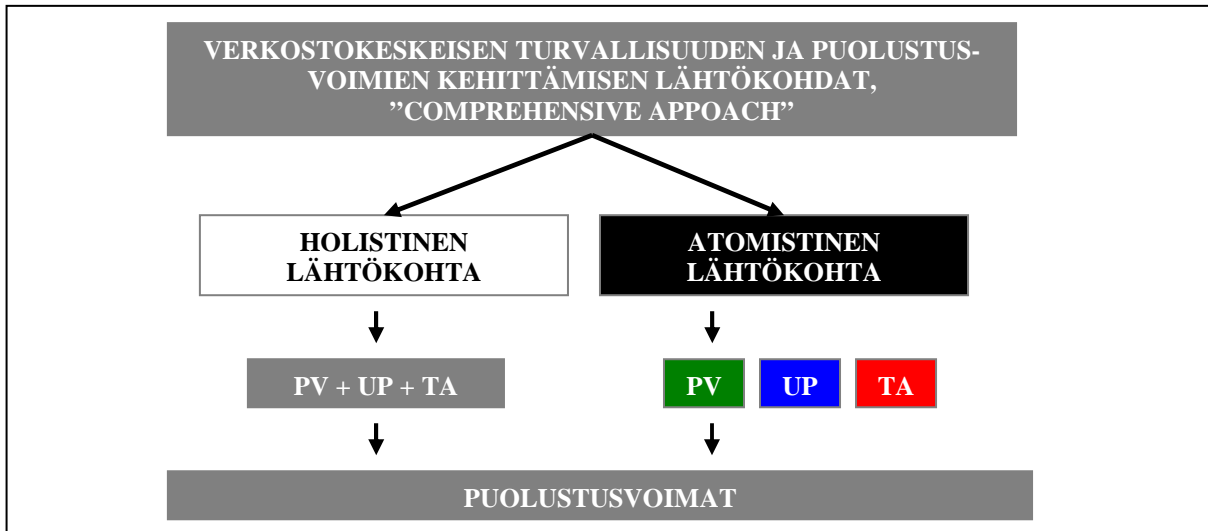 VERKOSTOKESKEISEN TURVALLISUUDEN JA PUOLUSTUS-
VOIMIEN KEHITTÄMISEN LÄHTÖKOHDAT,
”COMPREHENSIVE APPOACH”
HOLISTINEN
LÄHTÖKOHTA
ATOMISTINEN
LÄHTÖKOHTA
PV + UP + TA
PV
UP
TA
PUOLUSTUSVOIMAT